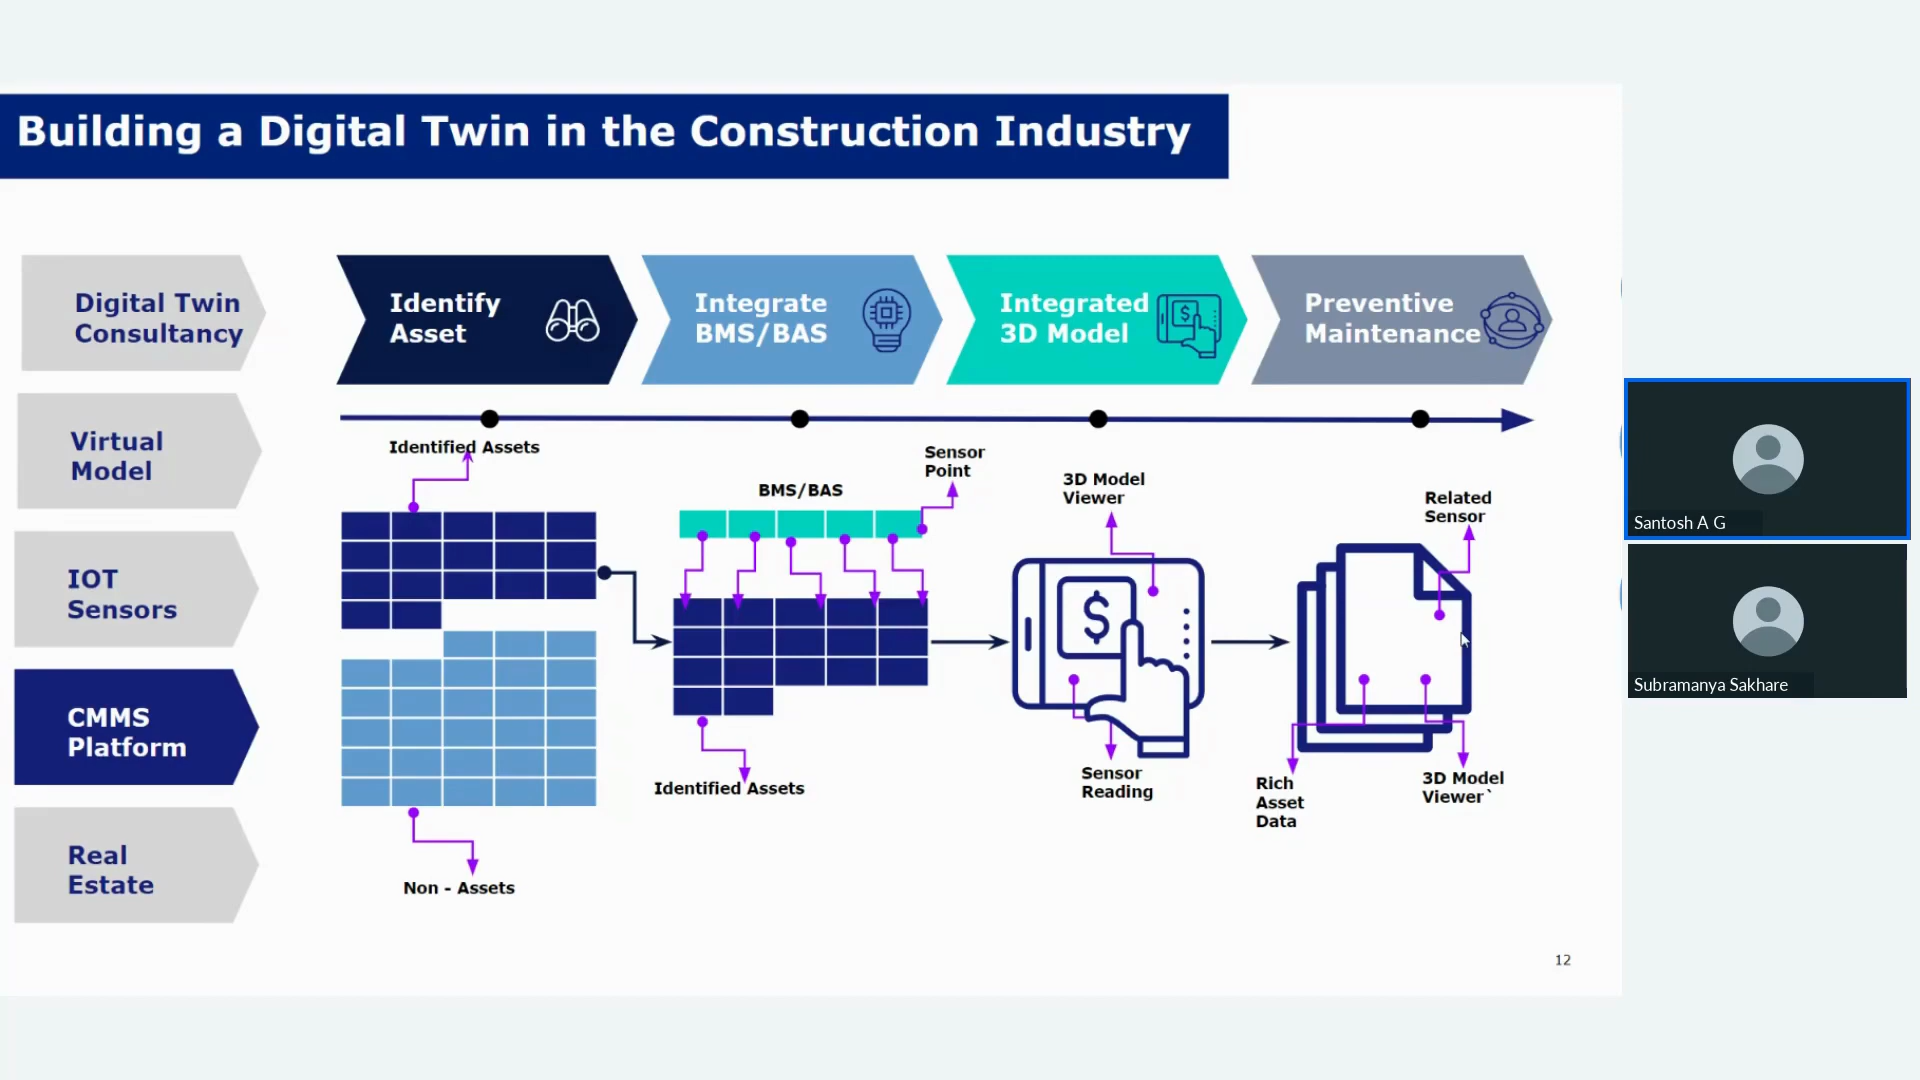 Building a Digital Twin in the Construction Industry
Digital Twin
Consultancy
Virtual
Model
IOT
Sensors
CMMS
Platform
Real
Estate
Identify
Asset
Integrate
BMS/BAS
Integrated
3D Model
$
Preventive
Maintenance
Identified Assets
Non - Assets
BMS/BAS
Sensor
Point
Identified Assets
3D Model
Viewer
$
Sensor
Reading
Related
Sensor
Rich
Asset
Data
3D Model
Viewer`
12
Santosh A G
Subramanya Sakhare